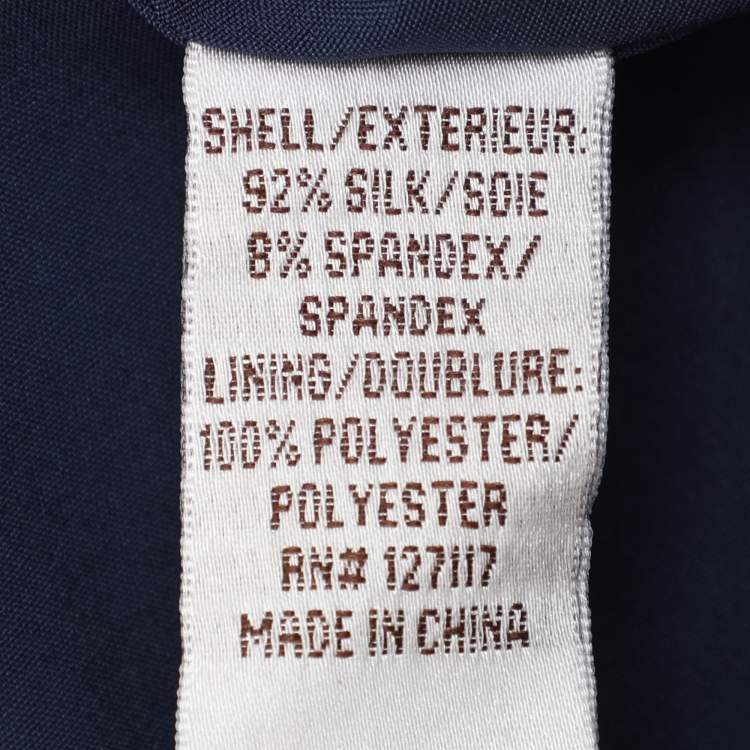 SHELL/EXTERIEUR:
92% SILK/SOIE
8% SPANDEX/
SPANDEX
LINING/DOUBLURE:
100% POLYESTER/
POLYESTER
RN# 127117
MADE IN CHINA